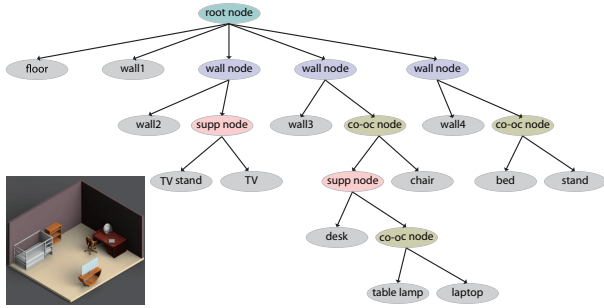 root node
floor
wall1
wall node
wall node
wall node
wall2
supp node
wall3
co-oc node
wall4
co-oc node
TV stand
TV
supp node
chair
bed
stand
desk
co-oc node
table lamp
laptop